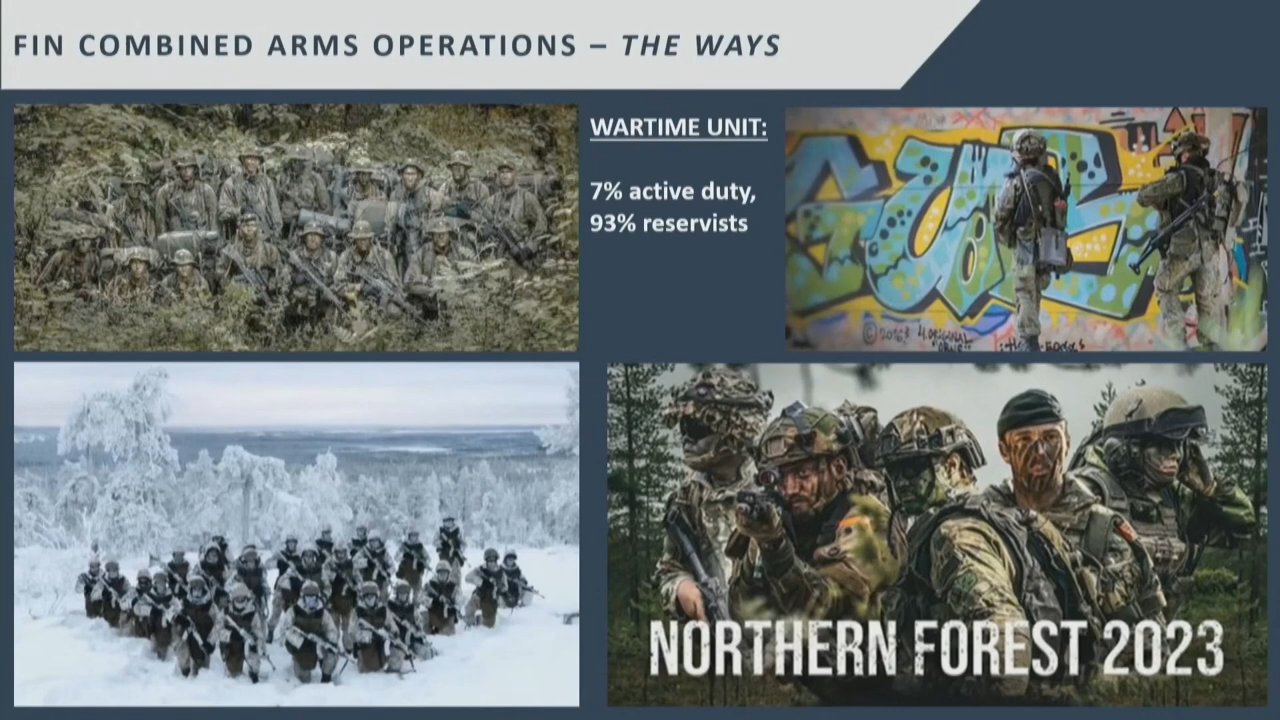 FIN COMBINED ARMS OPERATIONS – THE WAYS
WARTIME UNIT:
7% active duty,
93% reservists
NORTHERN FOREST 2023